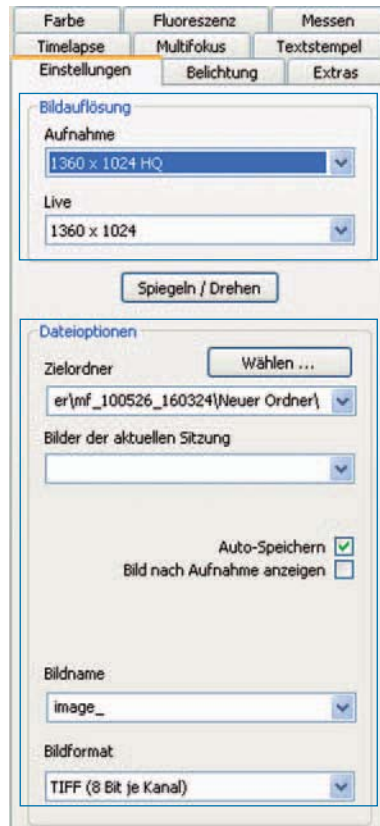 Farbe Fluoreszenz Messen
Timelapse Multifokus Textstempel
Einstellungen Belichtung Extras
Bildauflösung
Aufnahme
1360 x 1024 HQ
Live
1360 x 1024
Spiegeln / Drehen
Dateioptionen
Zielordner Wählen ...
er\mf_100526_160324\Neuer Ordner\
Bilder der aktuellen Sitzung
Auto-Speichern
Bild nach Aufnahme anzeigen
Bildname
image_
Bildformat
TIFF (8 Bit je Kanal)